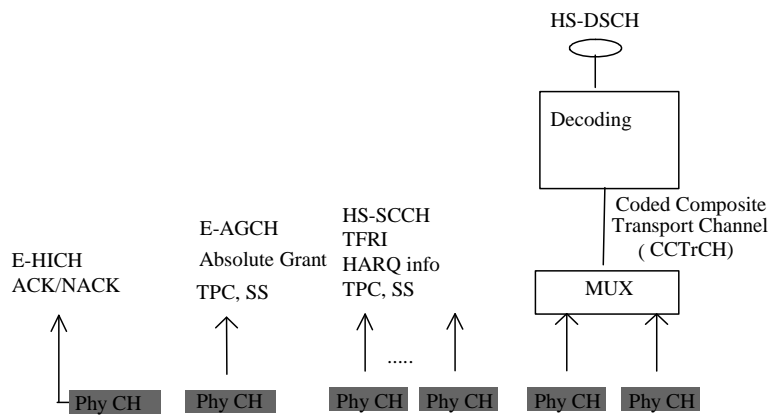 HS-DSCH
Decoding
Coded Composite
Transport Channel
( CCTrCH)
MUX
HS-SCCH
TFRI
HARQ info
TPC, SS
E-AGCH
Absolute Grant
TPC, SS
E-HICH
ACK/NACK
.....
Phy CH
Phy CH
Phy CH
Phy CH
Phy CH
Phy CH